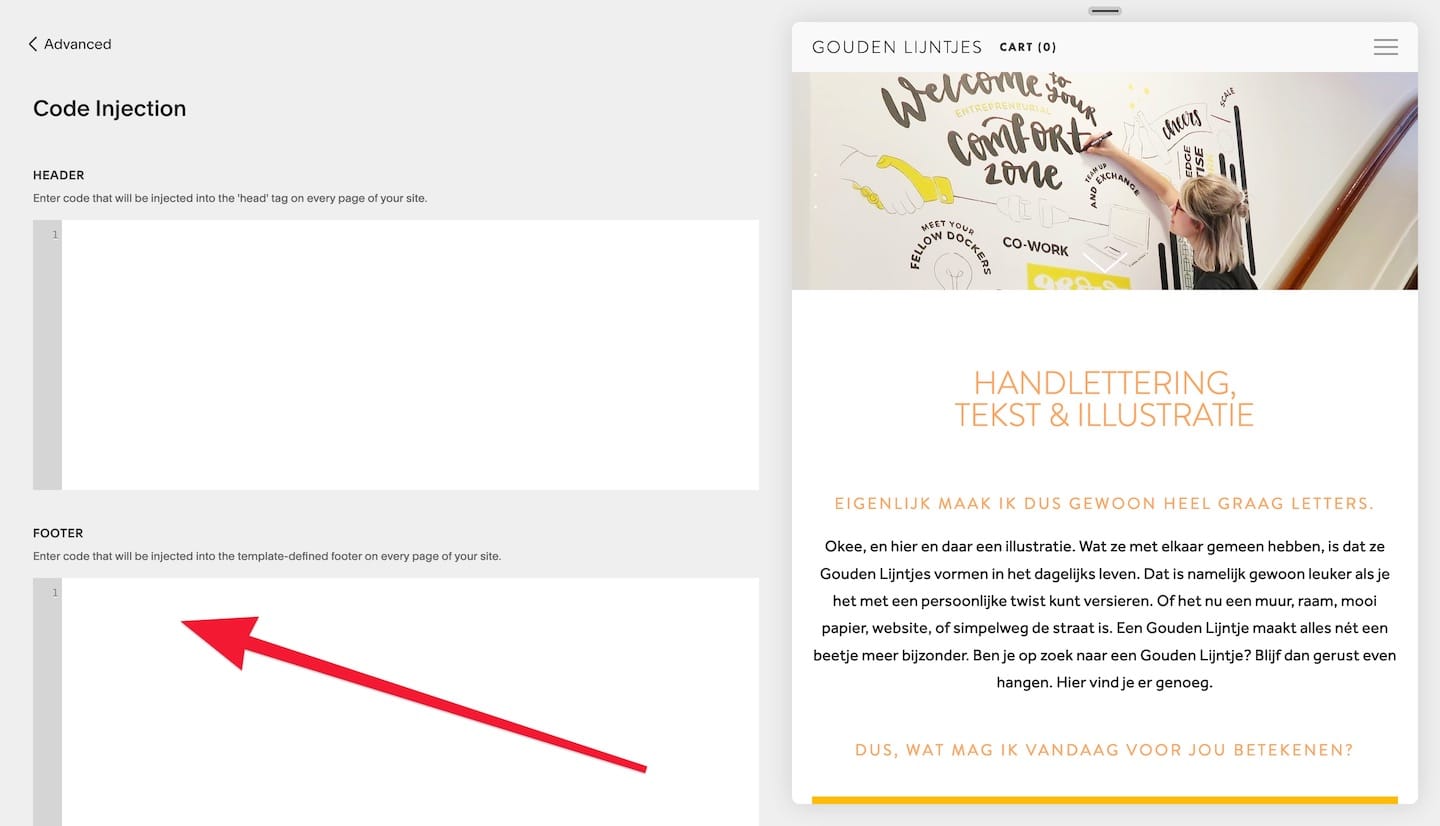 Advanced
Code Injection
HEADER
Enter code that will be injected into the 'head' tag on every page of your site.
1
FOOTER
Enter code that will be injected into the template-defined footer on every page of your site.
1
GOUDEN LIJNTJES CART (0)
Welcome to your
ENTREPRENEURIAL
COMFORT
zone
cheers
SCALE
TEAM UP
AND EXCHANGE
MEET YOUR
FELLOW DOCKERS
CO-WORK
HANDLETTERING,
TEKST & ILLUSTRATIE
EIGENLIJK MAAK IK DUS GEWOON HEEL GRAAG LETTERS.
Okee, en hier en daar een illustratie. Wat ze met elkaar gemeen hebben, is dat ze
Gouden Lijntjes vormen in het dagelijks leven. Dat is namelijk gewoon leuker als je
het met een persoonlijke twist kunt versieren. Of het nu een muur, raam, mooi
papier, website, of simpelweg de straat is. Een Gouden Lijntje maakt alles nét een
beetje meer bijzonder. Ben je op zoek naar een Gouden Lijntje? Blijf dan gerust even
hangen. Hier vind je er genoeg.
DUS, WAT MAG IK VANDAAG VOOR JOU BETEKENEN?